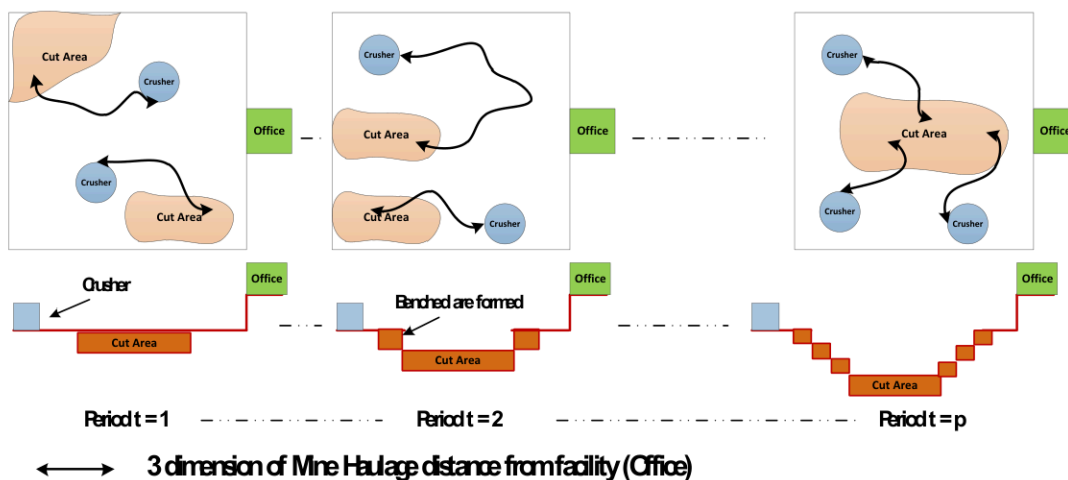 Cut Area
Crusher
Crusher
Cut Area
Office
Crusher
Cut Area
Cut Area
Crusher
Office
Crusher
Cut Area
Crusher
Crusher
Office
Crusher
Cut Area
Office
Benched are formed
Cut Area
Office
Cut Area
Office
Period t = 1
Period t = 2
Period t = p
3 dimension of Mine Haulage distance from facility (Office)